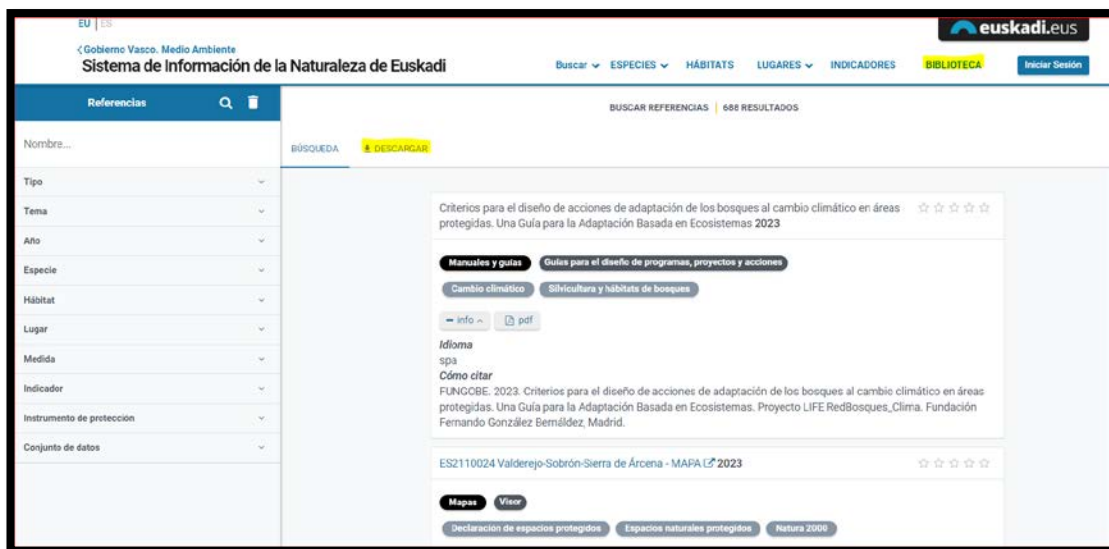 EU | ES
euskadi.eus
< Gobierno Vasco. Medio Ambiente
Sistema de Información de la Naturaleza de Euskadi
Buscar ESPECIES HÁBITATS LUGARES INDICADORES BIBLIOTECA Iniciar Sesión
Referencias
BUSCAR REFERENCIAS | 688 RESULTADOS
Nombre...
BÚSQUEDA DESCARGAR
Tipo
Tema
Año
Especie
Hábitat
Lugar
Medida
Indicador
Instrumento de protección
Conjunto de datos
Criterios para el diseño de acciones de adaptación de los bosques al cambio climático en áreas
protegidas. Una Guía para la Adaptación Basada en Ecosistemas 2023
Manuales y guías Guías para el diseño de programas, proyectos y acciones
Cambio climático Silvicultura y hábitats de bosques
– info pdf
Idioma
spa
Cómo citar
FUNGOBE. 2023. Criterios para el diseño de acciones de adaptación de los bosques al cambio climático en áreas
protegidas. Una Guía para la Adaptación Basada en Ecosistemas. Proyecto LIFE RedBosques_Clima. Fundación
Fernando González Bernáldez, Madrid.
ES2110024 Valderejo-Sobrón-Sierra de Árcena - MAPA 2023
Mapas Visor
Declaración de espacios protegidos Espacios naturales protegidos Natura 2000